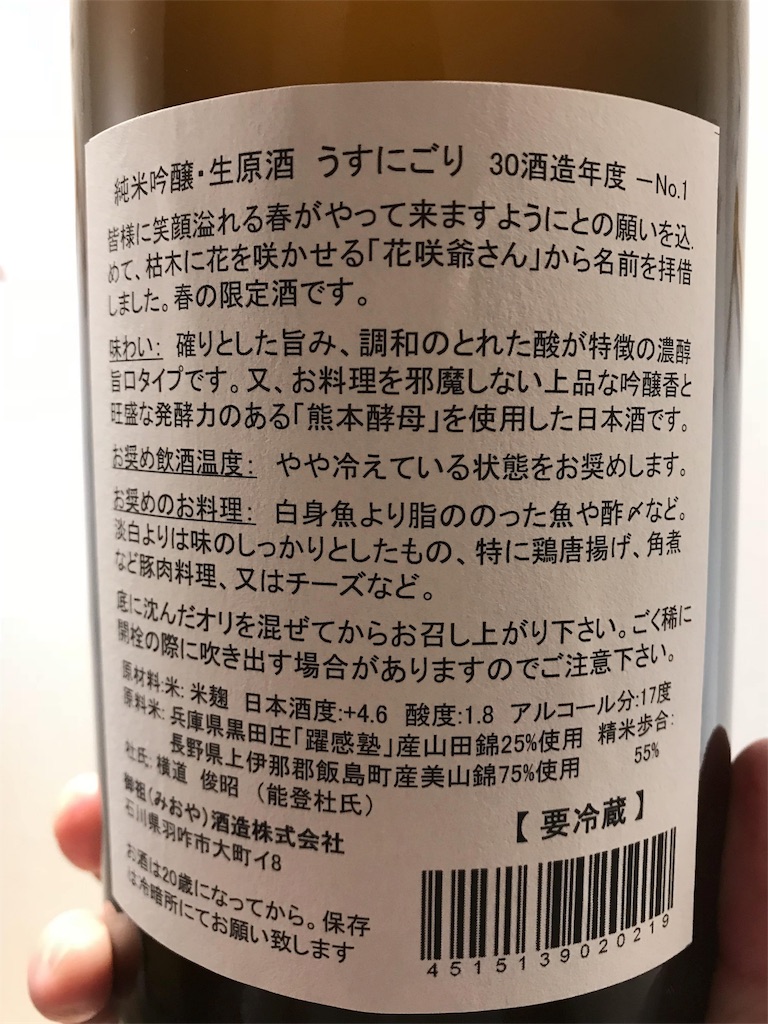 純米吟醸・生原酒 うすにごり 30酒造年度 －No.1
皆様に笑顔溢れる春がやって来ますようにとの願いを込
めて、枯木に花を咲かせる「花咲爺さん」から名前を拝借
しました。春の限定酒です。
味わい: 確りとした旨み、調和のとれた酸が特徴の濃醇
旨口タイプです。又、お料理を邪魔しない上品な吟醸香と
旺盛な発酵力のある「熊本酵母」を使用した日本酒です。
お奨め飲酒温度: やや冷えている状態をお奨めします。
お奨めのお料理: 白身魚より脂ののった魚や酢〆など。
淡白よりは味のしっかりとしたもの、特に鶏唐揚げ、角煮
など豚肉料理、又はチーズなど。
底に沈んだオリを混ぜてからお召し上がり下さい。ごく稀に
開栓の際に吹き出す場合がありますのでご注意下さい。
原材料:米: 米麹 日本酒度:+4.6 酸度:1.8 アルコール分:17度
原料米: 兵庫県黒田庄「躍感塾」産山田錦25%使用 精米歩合:
長野県上伊那郡飯島町産美山錦75%使用 55%
杜氏: 横道 俊昭 （能登杜氏）
御祖（みおや）酒造株式会社
石川県羽咋市大町イ8
【 要冷蔵 】
お酒は20歳になってから。保存
は冷暗所にてお願い致します
4515139020219